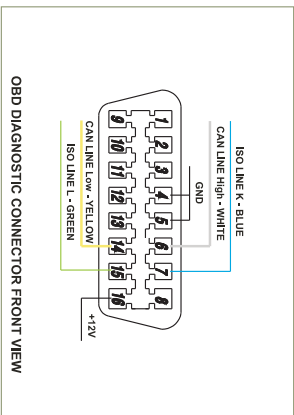 ISO LINE K - BLUE
CAN LINE High - WHITE
GND
1 2 3 4 5 6 7 8
9 10 11 12 13 14 15 16
+12V
CAN LINE Low - YELLOW
ISO LINE L - GREEN
OBD DIAGNOSTIC CONNECTOR FRONT VIEW